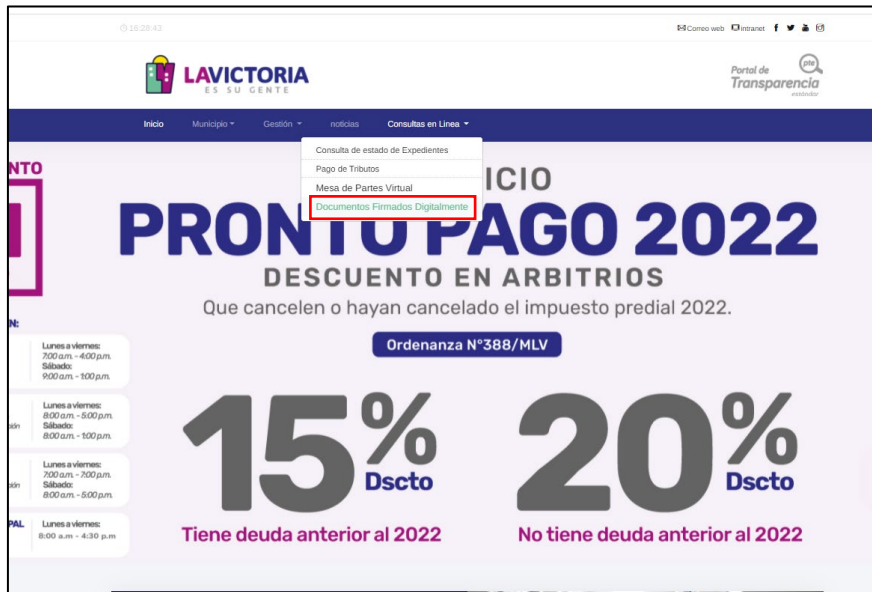 16:28:43
Correo web Intranet
LAVICTORIA
ES SU GENTE
Portal de
Transparencia
estándar
pte
Inicio Municipio Gestión noticias Consultas en Linea
Consulta de estado de Expedientes
Pago de Tributos
Mesa de Partes Virtual
Documentos Firmados Digitalmente
NTO
ICIO
PRONTO PAGO 2022
DESCUENTO EN ARBITRIOS
Que cancelen o hayan cancelado el impuesto predial 2022.
Ordenanza N°388/MLV
N:
Lunes a viernes:
7:00 a.m. - 4:00 p.m.
Sábado:
9:00 a.m. - 1:00 p.m.
Lunes a viernes:
8:00 a.m. - 5:00 p.m.
ción Sábado:
8:00 a.m. - 1:00 p.m.
Lunes a viernes:
7:00 a.m. - 7:00 p.m.
ción Sábado:
8:00 a.m. - 5:00 p.m.
PAL Lunes a viernes:
8:00 a.m - 4:30 p.m
15% Dscto
Tiene deuda anterior al 2022
20% Dscto
No tiene deuda anterior al 2022